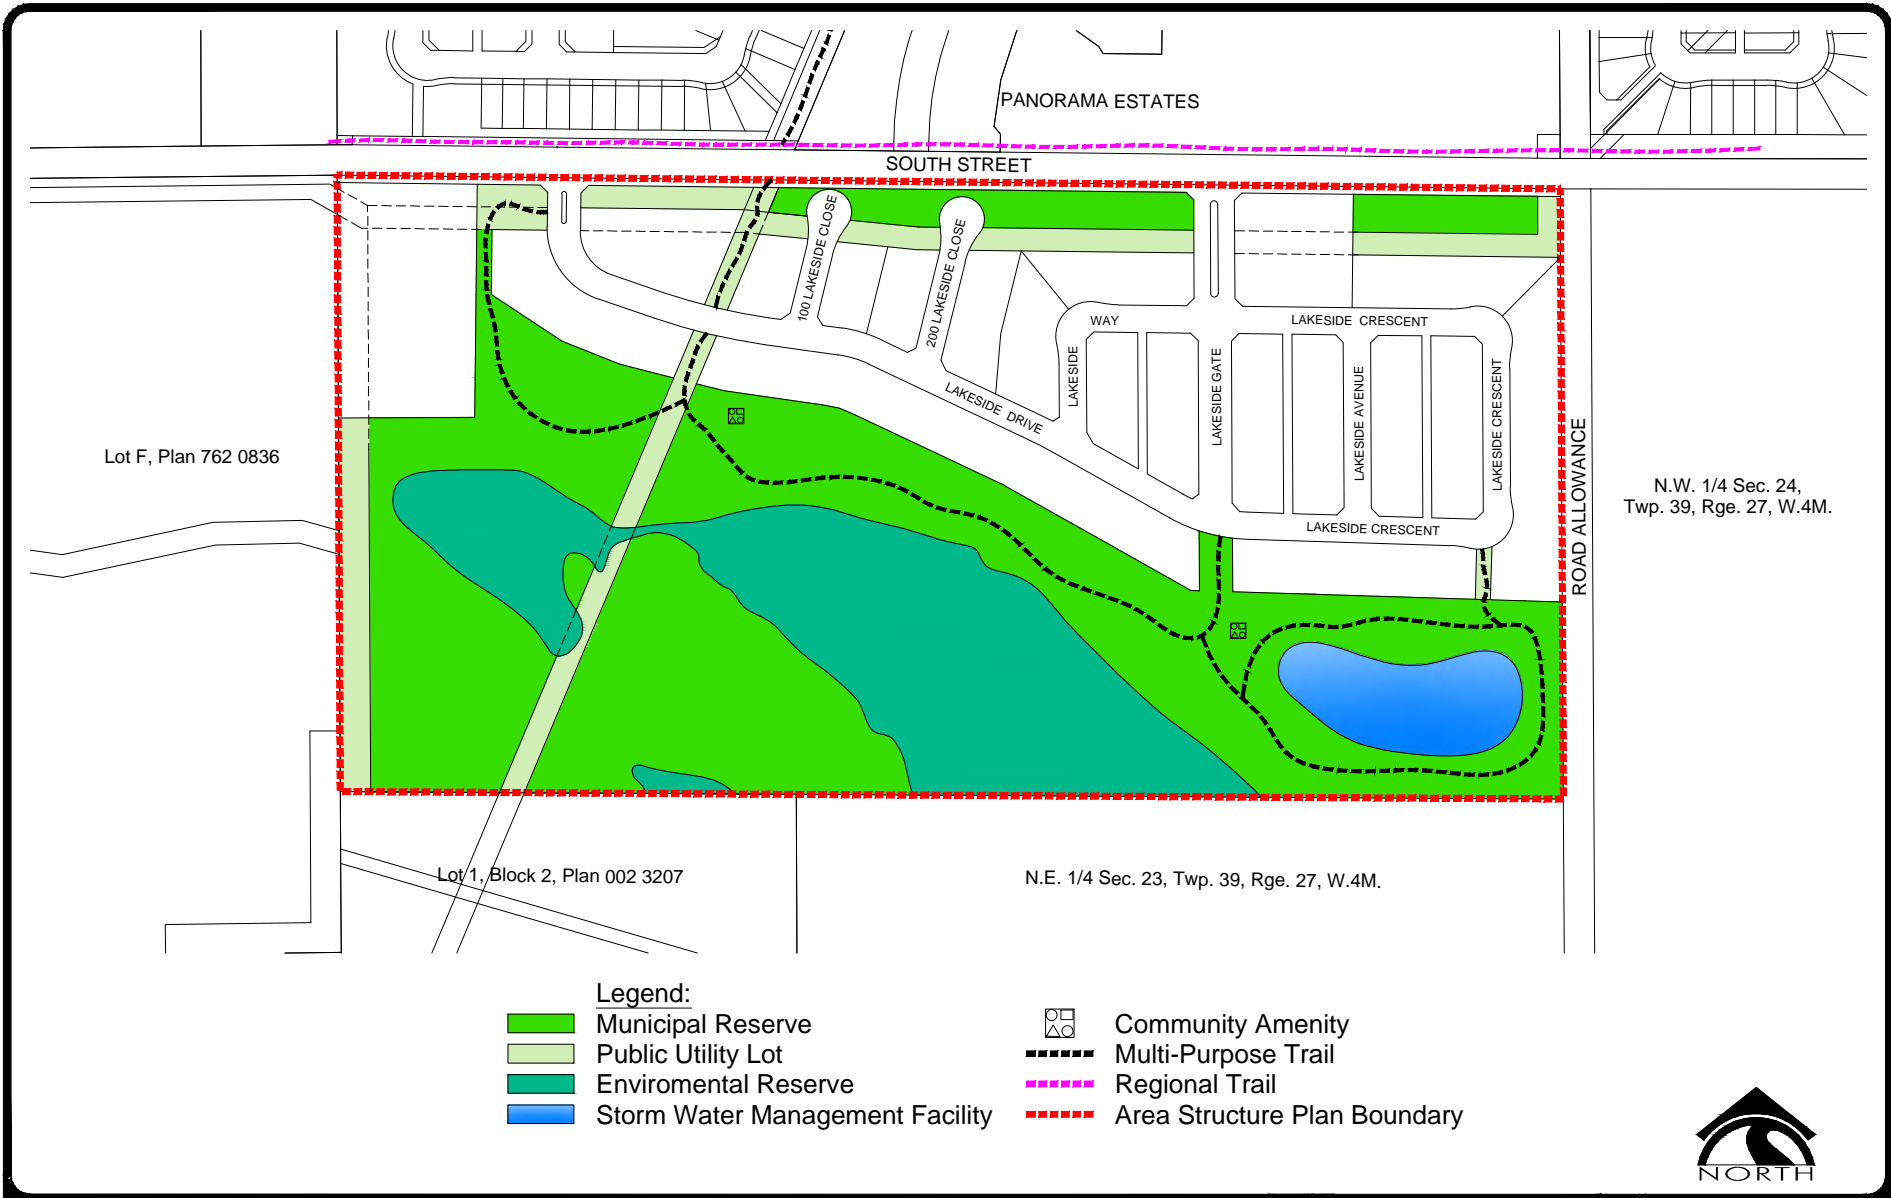 PANORAMA ESTATES
SOUTH STREET
100 LAKESIDE CLOSE
200 LAKESIDE CLOSE
WAY
LAKESIDE CRESCENT
LAKESIDE
LAKESIDE GATE
LAKESIDE AVENUE
LAKESIDE CRESCENT
LAKESIDE DRIVE
LAKESIDE CRESCENT
ROAD ALLOWANCE
Lot F, Plan 762 0836
N.W. 1/4 Sec. 24,
Twp. 39, Rge. 27, W.4M.
Lot 1, Block 2, Plan 002 3207
N.E. 1/4 Sec. 23, Twp. 39, Rge. 27, W.4M.
Legend:
Municipal Reserve
Public Utility Lot
Enviromental Reserve
Storm Water Management Facility
Community Amenity
Multi-Purpose Trail
Regional Trail
Area Structure Plan Boundary
NORTH